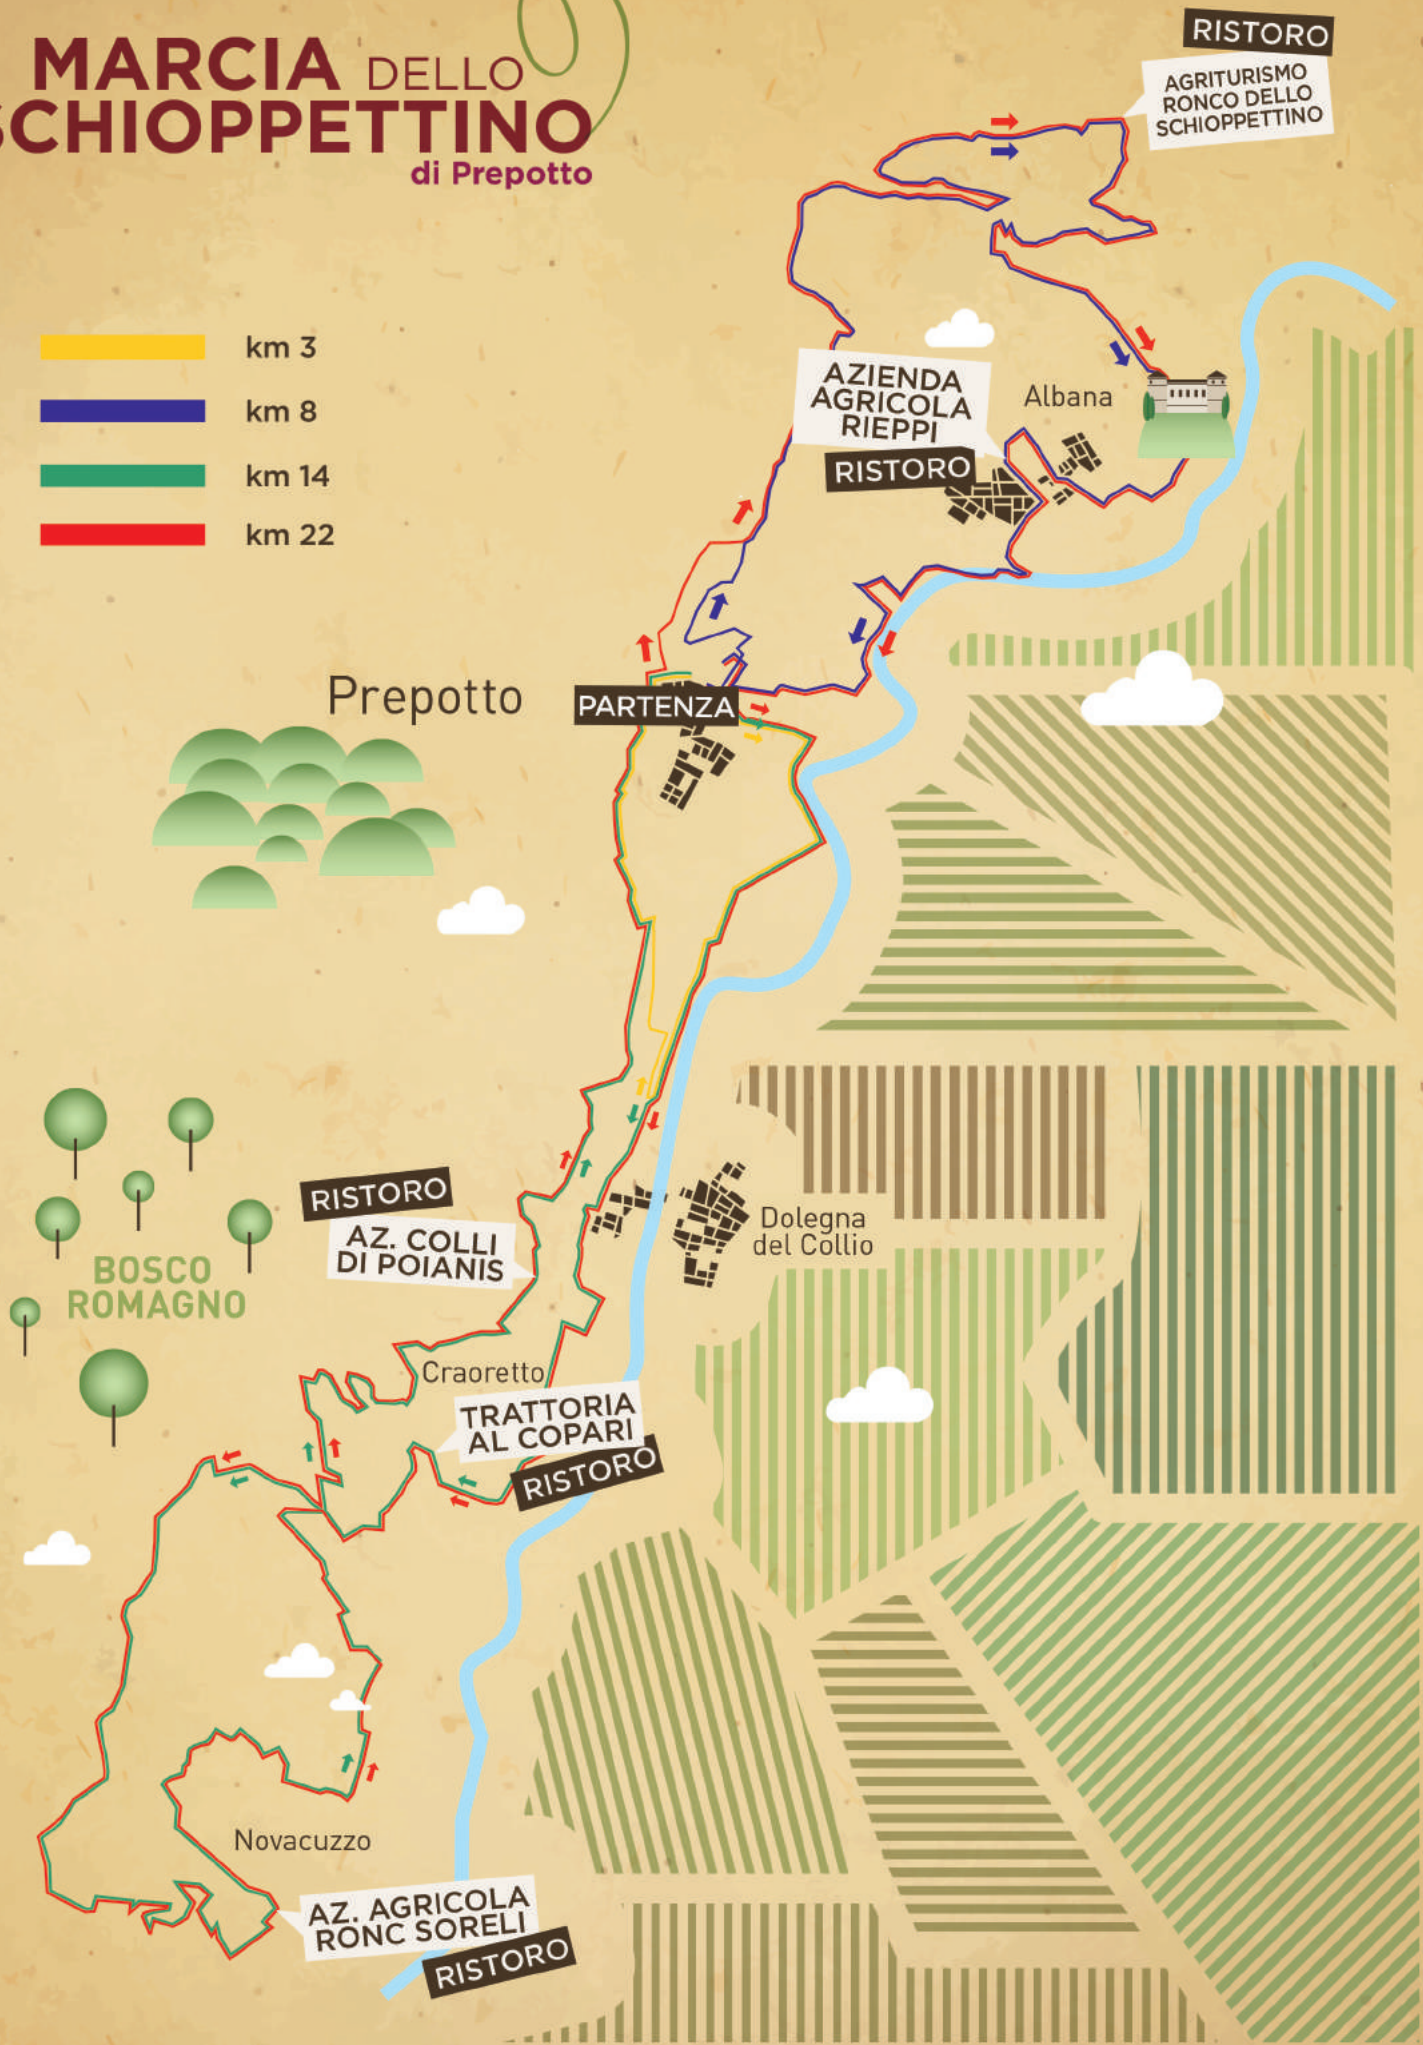 MARCIA DELLO
SCHIOPPETTINO
di Prepotto
RISTORO
AGRITURISMO
RONCO DELLO
SCHIOPPETTINO
km 3
km 8
km 14
km 22
AZIENDA
AGRICOLA
RIEPPI
RISTORO
Albana
Prepotto
PARTENZA
RISTORO
AZ. COLLI
DI POIANIS
Dolegna
del Collio
BOSCO
ROMAGNO
Craoretto
TRATTORIA
AL COPARI
RISTORO
Novacuzzo
AZ. AGRICOLA
RONC SORELI
RISTORO